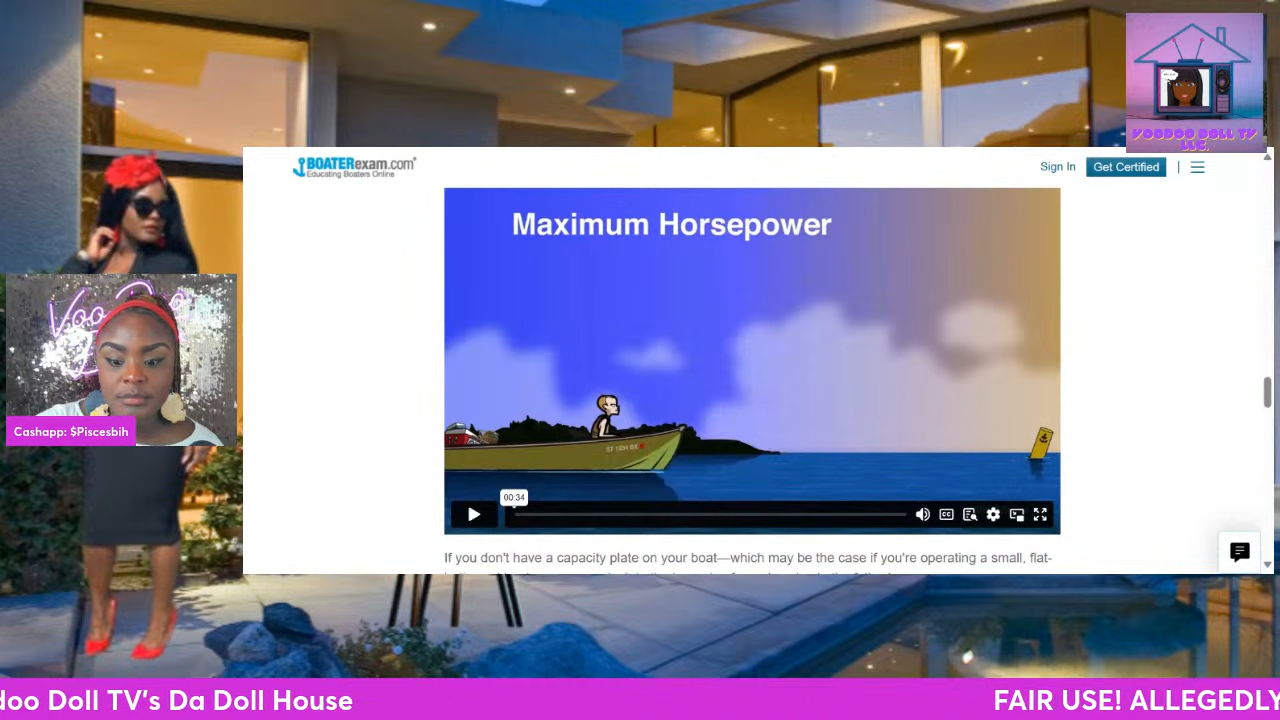 VOODOO DOLL TV
LLC.
BOATERexam.com®
Educating Boaters Online
Sign In
Get Certified
Maximum Horsepower
Voo
Cashapp: $Piscesbih
00:34
CC
If you don't have a capacity plate on your boat—which may be the case if you're operating a small, flat-
doo Doll TV's Da Doll House
FAIR USE! ALLEGEDLY